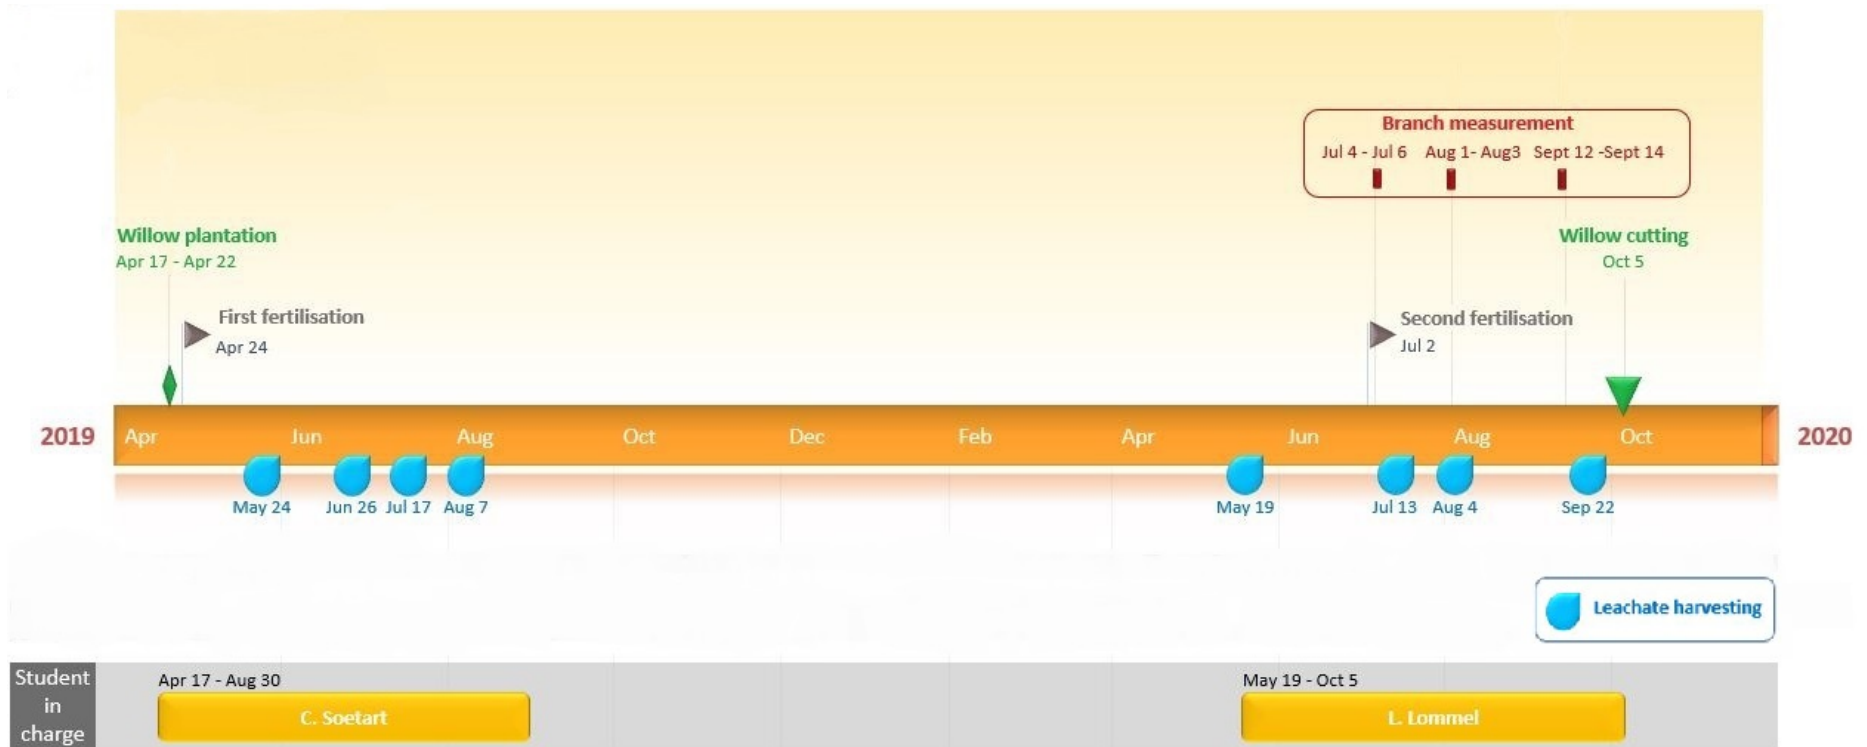 Branch measurement
Jul 4 - Jul 6 Aug 1- Aug3 Sept 12 -Sept 14
Willow plantation
Apr 17 - Apr 22
Willow cutting
Oct 5
First fertilisation
Apr 24
Second fertilisation
Jul 2
2019 Apr Jun Aug Oct Dec Feb Apr Jun Aug Oct 2020
May 24 Jun 26 Jul 17 Aug 7 May 19 Jul 13 Aug 4 Sep 22
Leachate harvesting
Student
in
charge
Apr 17 - Aug 30
C. Soetart
May 19 - Oct 5
L. Lommel